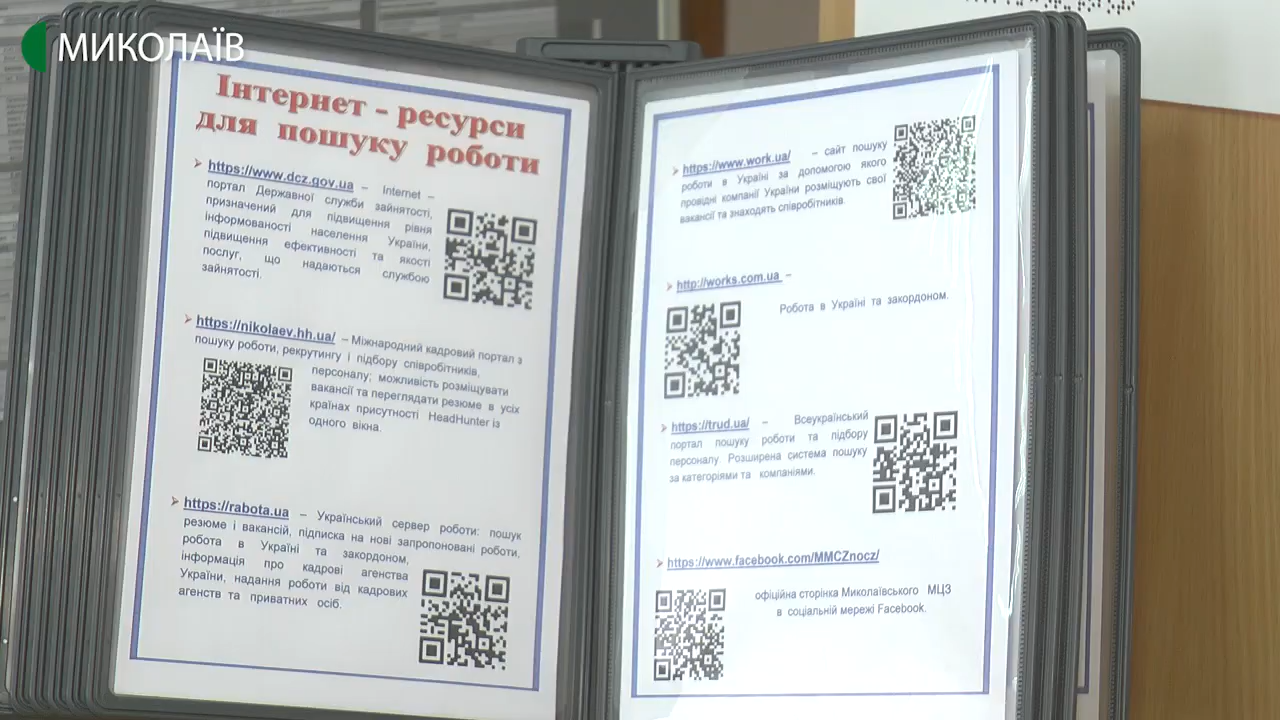 МИКОЛАЇВ
Інтернет – ресурси
для пошуку роботи
https://www.dcz.gov.ua – Internet –
портал Державної служби зайнятості,
призначений для підвищення рівня
інформованості населення України,
підвищення ефективності та якості
послуг, що надаються службою
зайнятості.
https://nikolaev.hh.ua/ – Міжнародний кадровий портал з
пошуку роботи, рекрутингу і підбору співробітників,
персоналу; можливість розміщувати
вакансії та переглядати резюме в усіх
країнах присутності HeadHunter із
одного вікна.
https://rabota.ua – Український сервер роботи: пошук
резюме і вакансій, підписка на нові запропоновані роботи,
робота в Україні та закордоном,
інформація про кадрові агенства
України, надання роботи від кадрових
агенств та приватних осіб.
https://www.work.ua/ – сайт пошуку
роботи в Україні за допомогою якого
провідні компанії України розміщують свої
вакансії та знаходять співробітників.
http://works.com.ua –
Робота в Україні та закордоном.
https://trud.ua/ – Всеукраїнський
портал пошуку роботи та підбору
персоналу. Розширена система пошуку
за категоріями та компаніями.
https://www.facebook.com/MMCZnocz/
офіційна сторінка Миколаївського МЦЗ
в соціальній мережі Facebook.